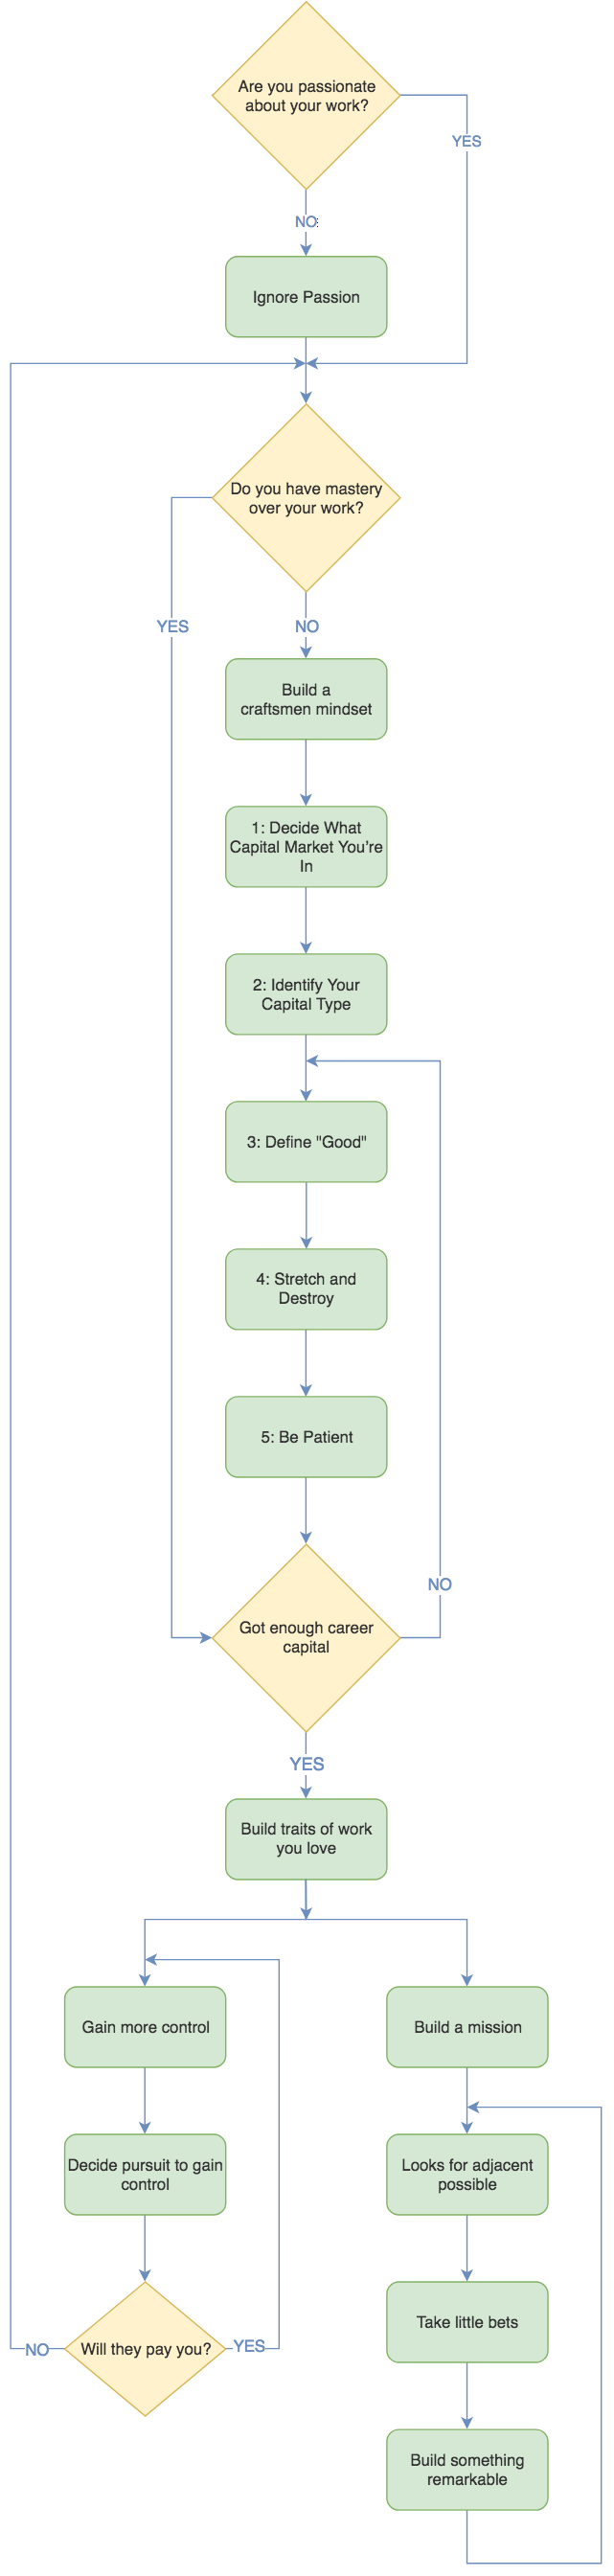 Are you passionate
about your work?
YES
NO
Ignore Passion
Do you have mastery
over your work?
YES
NO
Build a
craftsmen mindset
1: Decide What
Capital Market You're
In
2: Identify Your
Capital Type
3: Define "Good"
4: Stretch and
Destroy
5: Be Patient
NO
Got enough career
capital
YES
Build traits of work
you love
Gain more control
Build a mission
Decide pursuit to gain
control
Looks for adjacent
possible
Take little bets
Will they pay you?
YES
NO
Build something
remarkable